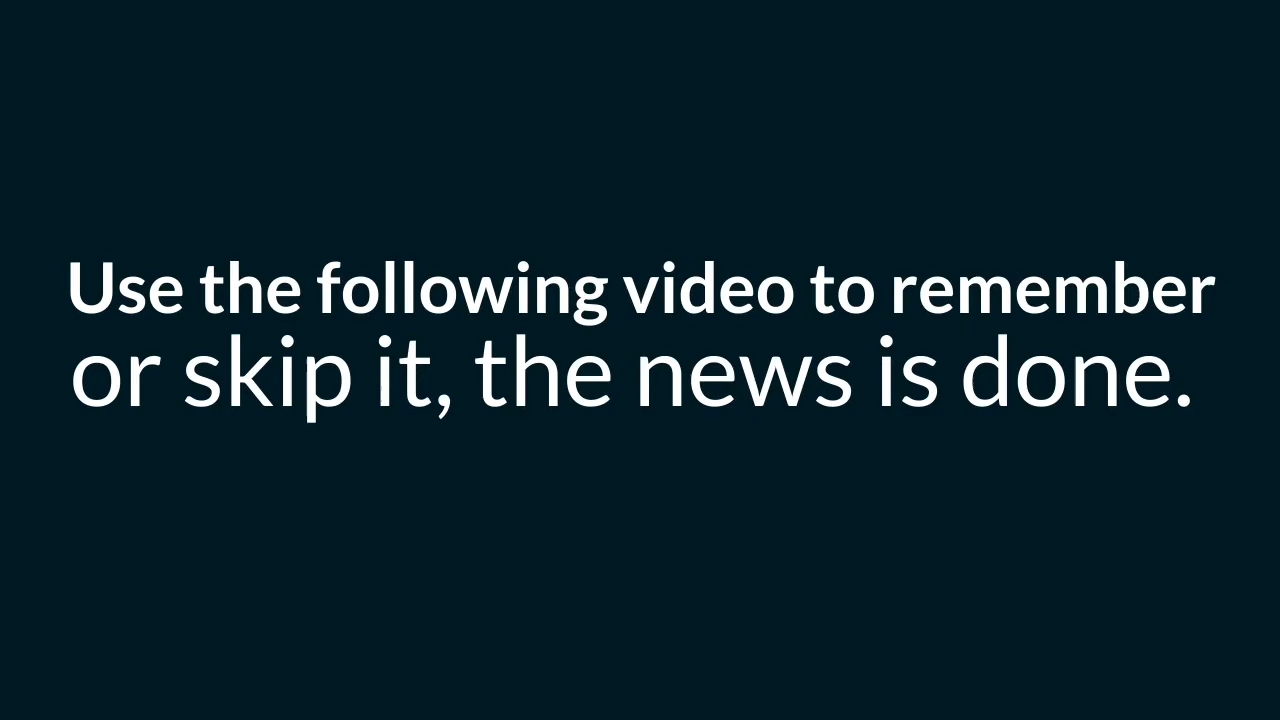 Use the following video to remember
or skip it, the news is done.